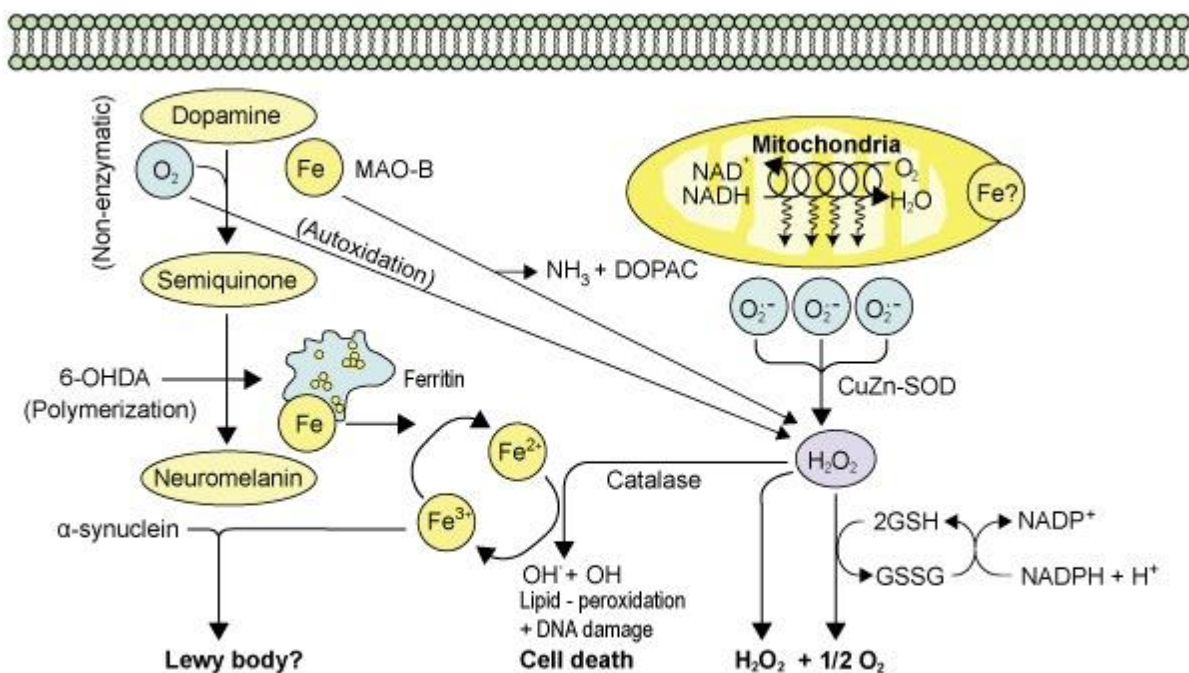 Dopamine
(Non-enzymatic)
O₂
Fe
MAO-B
(Autoxidation)
NH₃ + DOPAC
Semiquinone
6-OHDA
(Polymerization)
Ferritin
Fe
Neuromelanin
α-synuclein
Fe²⁺
Fe³⁺
Lewy body?
Mitochondria
NAD⁺
NADH
O₂
H₂O
Fe?
O₂·⁻
O₂·⁻
O₂·⁻
CuZn-SOD
H₂O₂
Catalase
OH· + OH
Lipid - peroxidation
+ DNA damage
Cell death
2GSH
GSSG
NADP⁺
NADPH + H⁺
H₂O₂ + 1/2 O₂